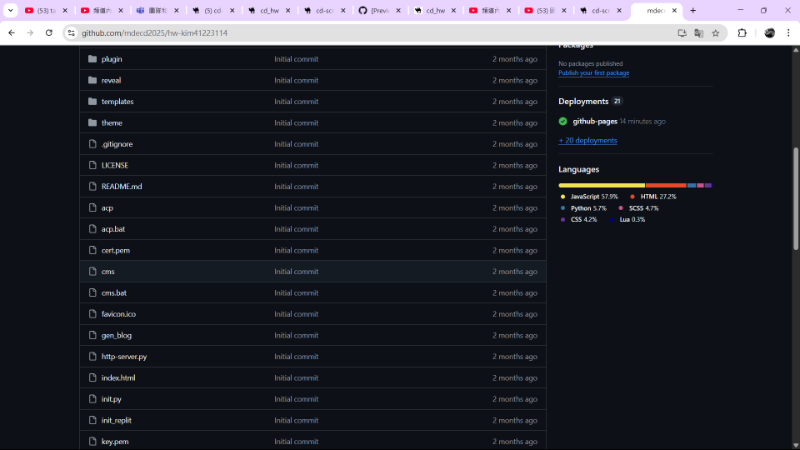 (53) ta
頻道內
(5) cd
cd_hw
cd-scr
[Previ
cd_hw
頻道內
(53) 回
cd-scr
mdecd2
github.com/mdecd2025/hw-kim41223114
plugin Initial commit 2 months ago
reveal Initial commit 2 months ago
templates Initial commit 2 months ago
theme Initial commit 2 months ago
.gitignore Initial commit 2 months ago
LICENSE Initial commit 2 months ago
README.md Initial commit 2 months ago
acp Initial commit 2 months ago
acp.bat Initial commit 2 months ago
cert.pem Initial commit 2 months ago
cms Initial commit 2 months ago
cms.bat Initial commit 2 months ago
favicon.ico Initial commit 2 months ago
gen_blog Initial commit 2 months ago
http-server.py Initial commit 2 months ago
index.html Initial commit 2 months ago
init.py Initial commit 2 months ago
init_replit Initial commit 2 months ago
key.pem Initial commit 2 months ago
Packages
No packages published
Publish your first package
Deployments 21
github-pages 14 minutes ago
+ 20 deployments
Languages
JavaScript 57.9% HTML 27.2%
Python 5.7% SCSS 4.7%
CSS 4.2% Lua 0.3%